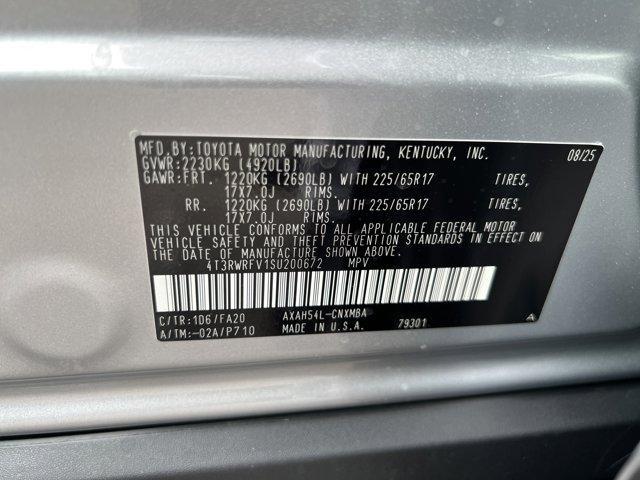 MFD.BY:TOYOTA MOTOR MANUFACTURING, KENTUCKY, INC. 08/25
GVWR:2230KG (4920LB)
GAWR:FRT. 1220KG (2690LB) WITH 225/65R17 TIRES,
17X7.0J RIMS.
RR. 1220KG (2690LB) WITH 225/65R17 TIRES,
17X7.0J RIMS.
THIS VEHICLE CONFORMS TO ALL APPLICABLE FEDERAL MOTOR
VEHICLE SAFETY AND THEFT PREVENTION STANDARDS IN EFFECT ON
THE DATE OF MANUFACTURE SHOWN ABOVE.
4T3RWRFV1SU200672 MPV
C/TR:1D6/FA20 AXAH54L-CNXMBA
A/TM:-02A/P710 MADE IN U.S.A. 79301 A